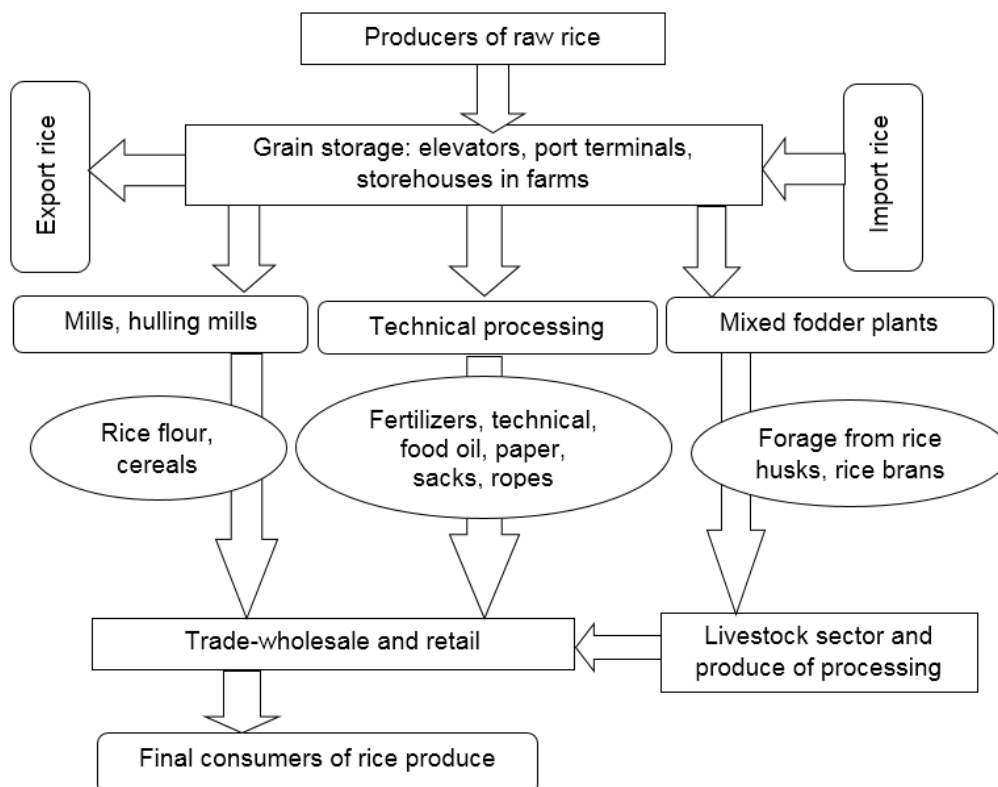 Producers of raw rice
Export rice
Grain storage: elevators, port terminals,
storehouses in farms
Import rice
Mills, hulling mills
Technical processing
Mixed fodder plants
Rice flour,
cereals
Fertilizers, technical,
food oil, paper,
sacks, ropes
Forage from rice
husks, rice brans
Trade-wholesale and retail
Livestock sector and
produce of processing
Final consumers of rice produce